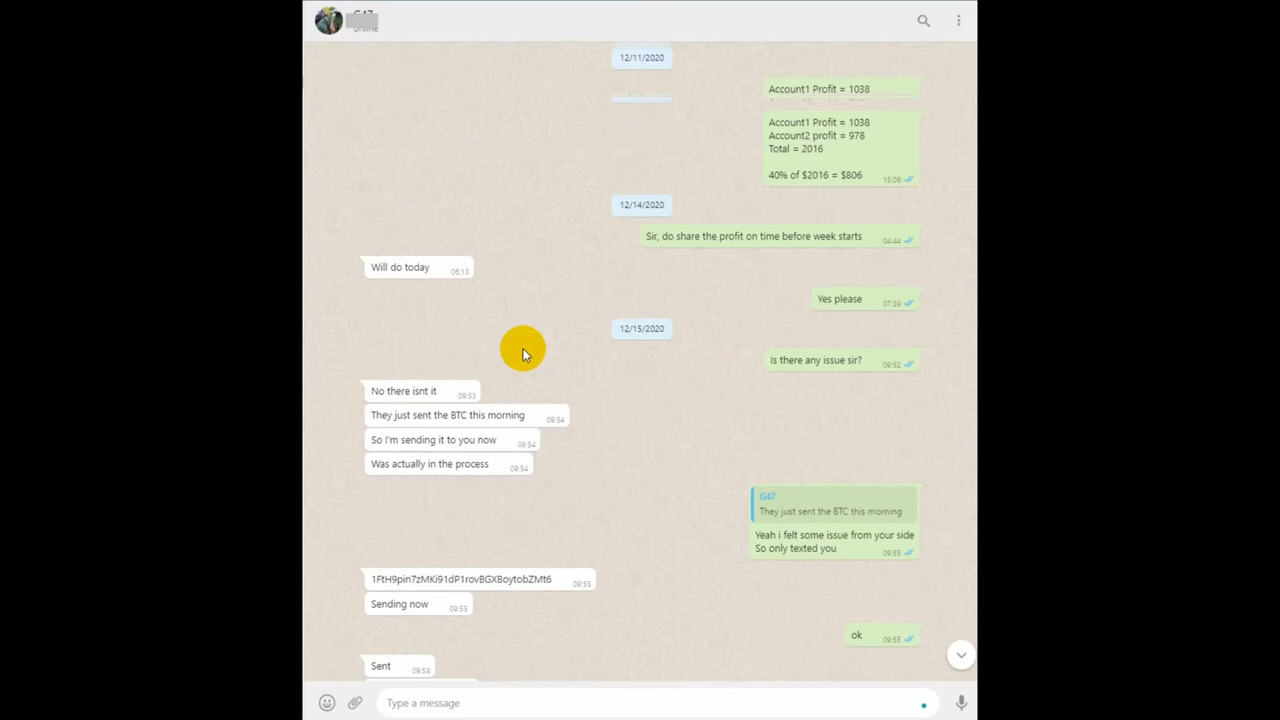 G47
online
12/11/2020
Account1 Profit = 1038
Account1 Profit = 1038
Account2 profit = 978
Total = 2016
40% of $2016 = $806
15:06
12/14/2020
Sir, do share the profit on time before week starts
04:44
Will do today
06:13
Yes please
07:59
12/15/2020
Is there any issue sir?
09:52
No there isnt it
09:53
They just sent the BTC this morning
09:54
So I'm sending it to you now
09:54
Was actually in the process
09:54
G47
They just sent the BTC this morning
Yeah i felt some issue from your side
So only texted you
09:55
1FtH9pin7zMKi91dP1rovBGXBoytobZMt6
09:55
Sending now
09:55
ok
09:55
Sent
09:58
Type a message